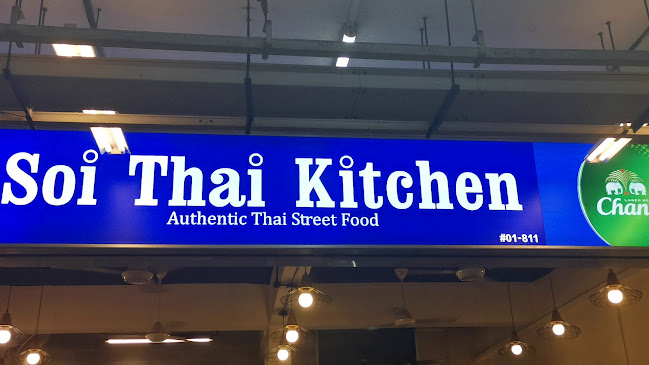 Soi Thai Kitchen
Authentic Thai Street Food
#01-811
Chan